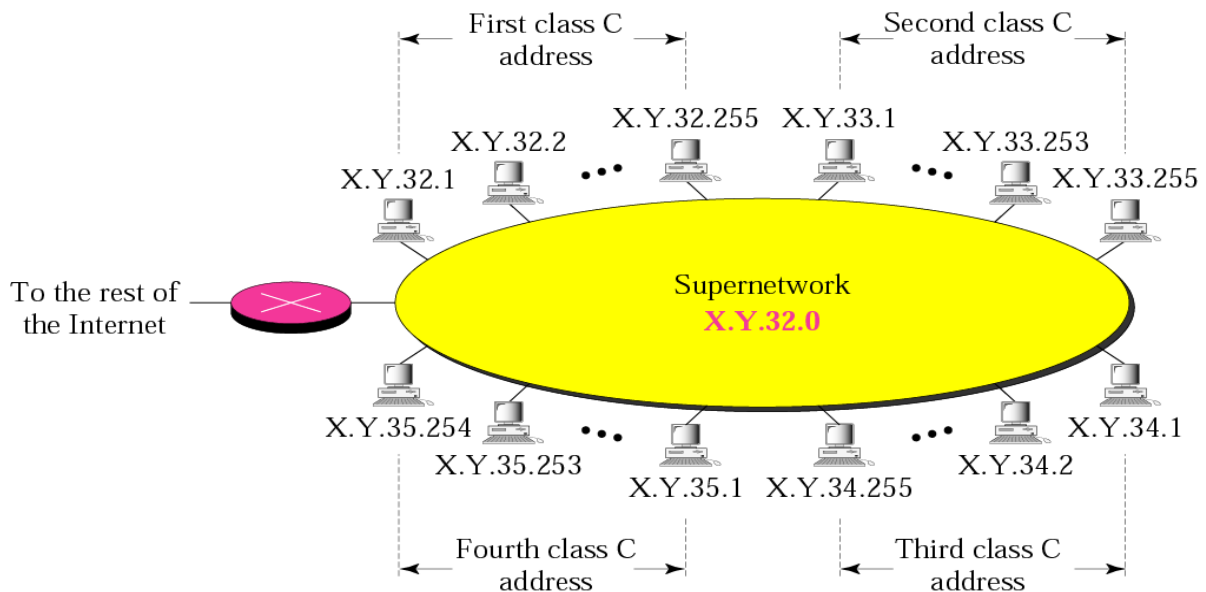 First class C
address
Second class C
address
X.Y.32.255
X.Y.33.1
X.Y.32.2
X.Y.33.253
X.Y.32.1
X.Y.33.255
To the rest of
the Internet
Supernetwork
X.Y.32.0
X.Y.35.254
X.Y.34.1
X.Y.35.253
X.Y.34.2
X.Y.35.1
X.Y.34.255
Fourth class C
address
Third class C
address